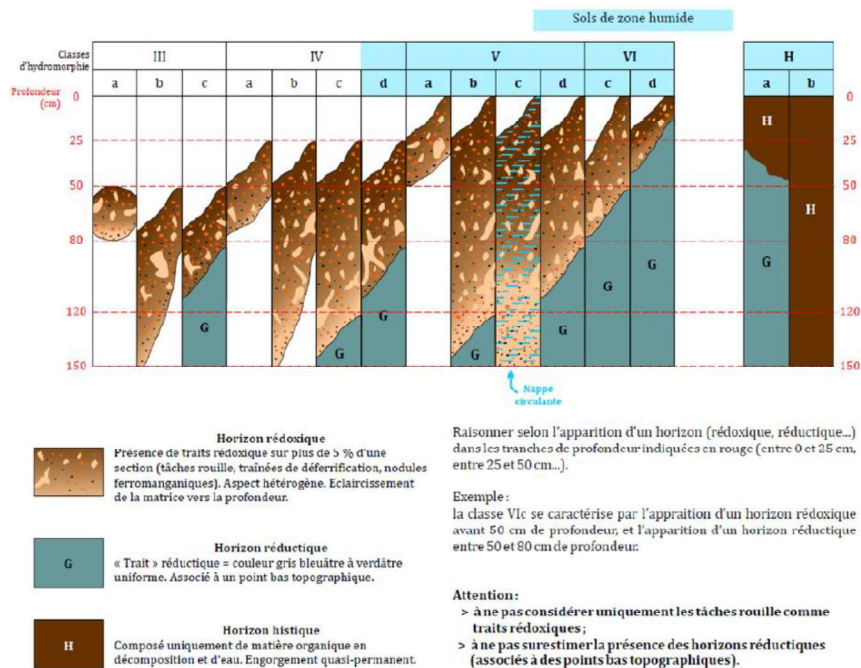 Sols de zone humide
Classes d'hydromorphie
III IV V VI H
a b c a b c d a b c d c d a b
Profondeur (cm)
0 0
25 25
50 50
80 80
120 120
150 150
H
H
G G G G G G G G
Nappe circulante
Horizon rédoxique
Présence de traits rédoxique sur plus de 5 % d'une
section (tâches rouille, traînées de déferrification, nodules
ferromanganiques). Aspect hétérogène. Eclaircissement
de la matrice vers la profondeur.
G
Horizon réductique
« Trait » réductique = couleur gris bleuâtre à verdâtre
uniforme. Associé à un point bas topographique.
H
Horizon histique
Composé uniquement de matière organique en
décomposition et d'eau. Engorgement quasi-permanent.
Raisonner selon l'apparition d'un horizon (rédoxique, réductique...)
dans les tranches de profondeur indiquées en rouge (entre 0 et 25 cm,
entre 25 et 50 cm...).
Exemple :
la classe VIc se caractérise par l'appraition d'un horizon rédoxique
avant 50 cm de profondeur, et l'apparition d'un horizon réductique
entre 50 et 80 cm de profondeur.
Attention :
> à ne pas considérer uniquement les tâches rouille comme
traits rédoxiques ;
> à ne pas surestimer la présence des horizons réductiques
(associés à des points bas topographiques).